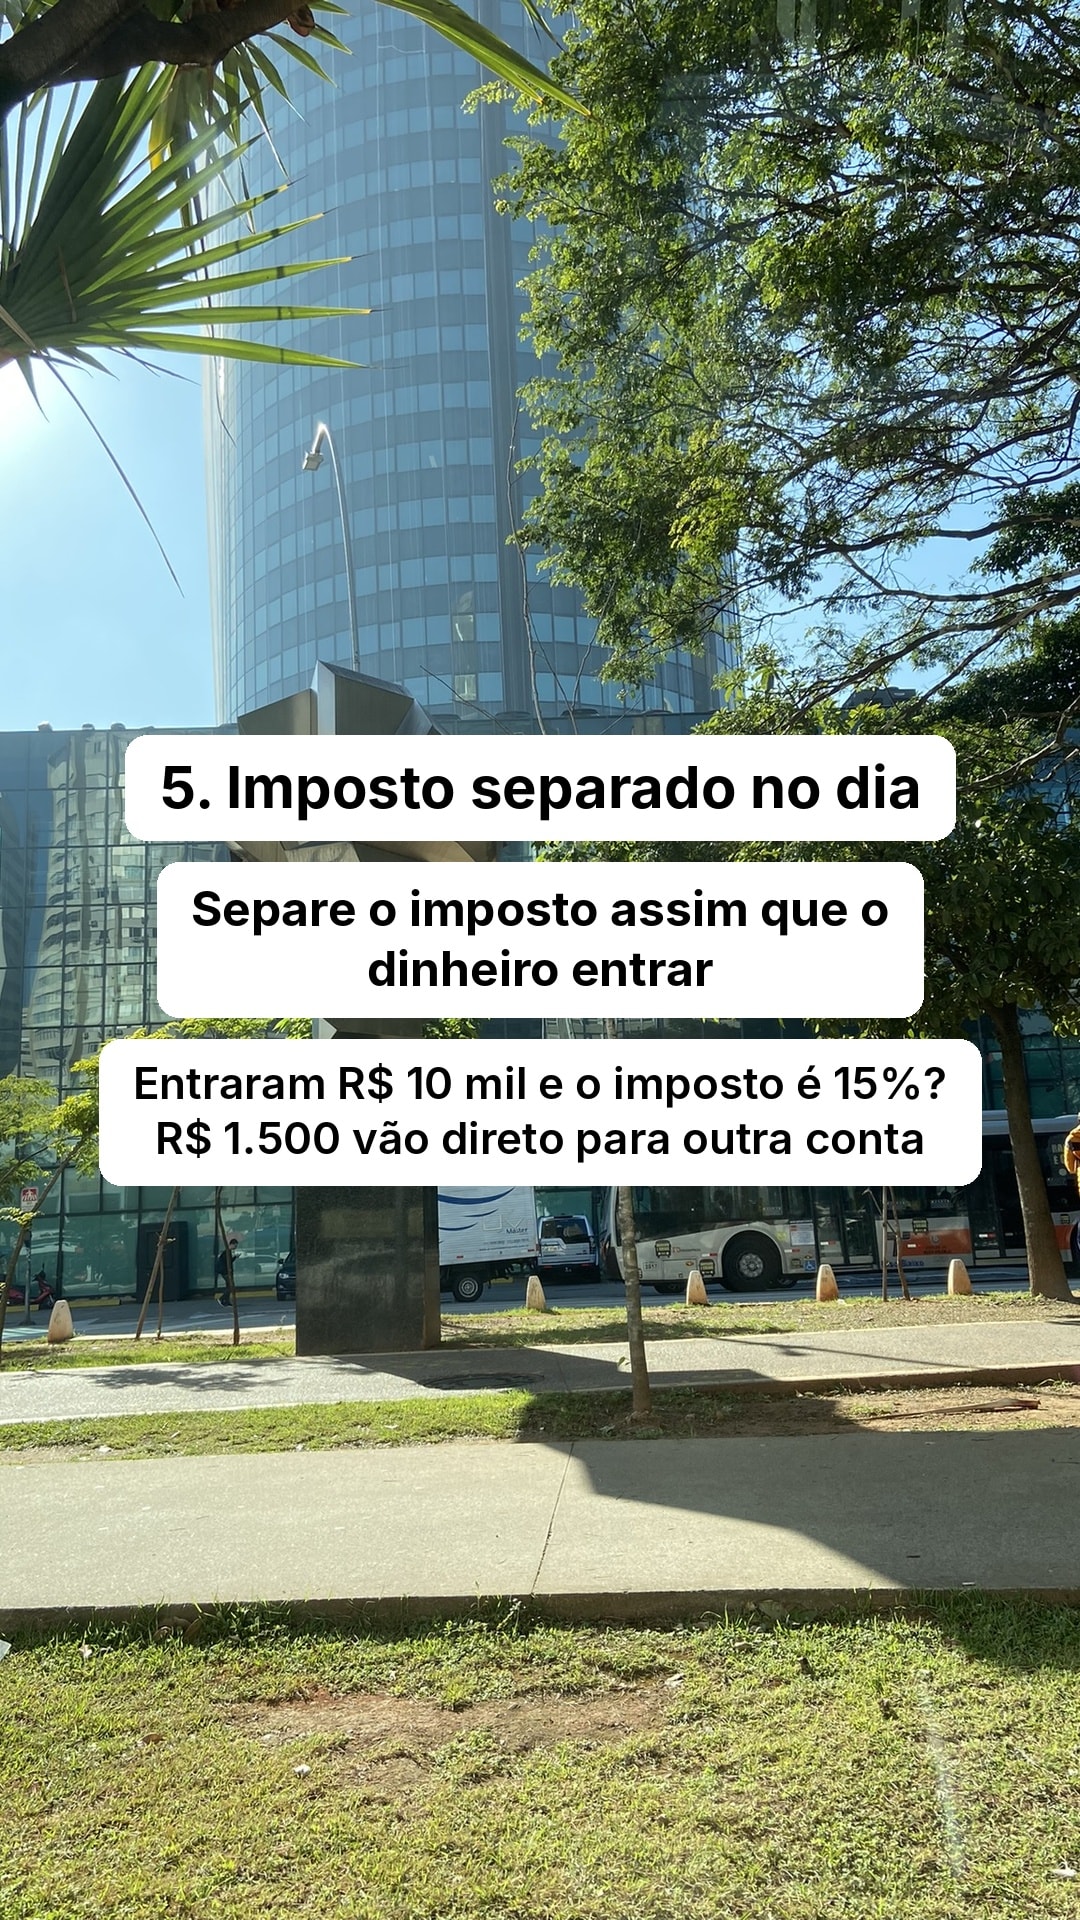 5. Imposto separado no dia
Separe o imposto assim que o
dinheiro entrar
Entraram R$ 10 mil e o imposto é 15%?
R$ 1.500 vão direto para outra conta